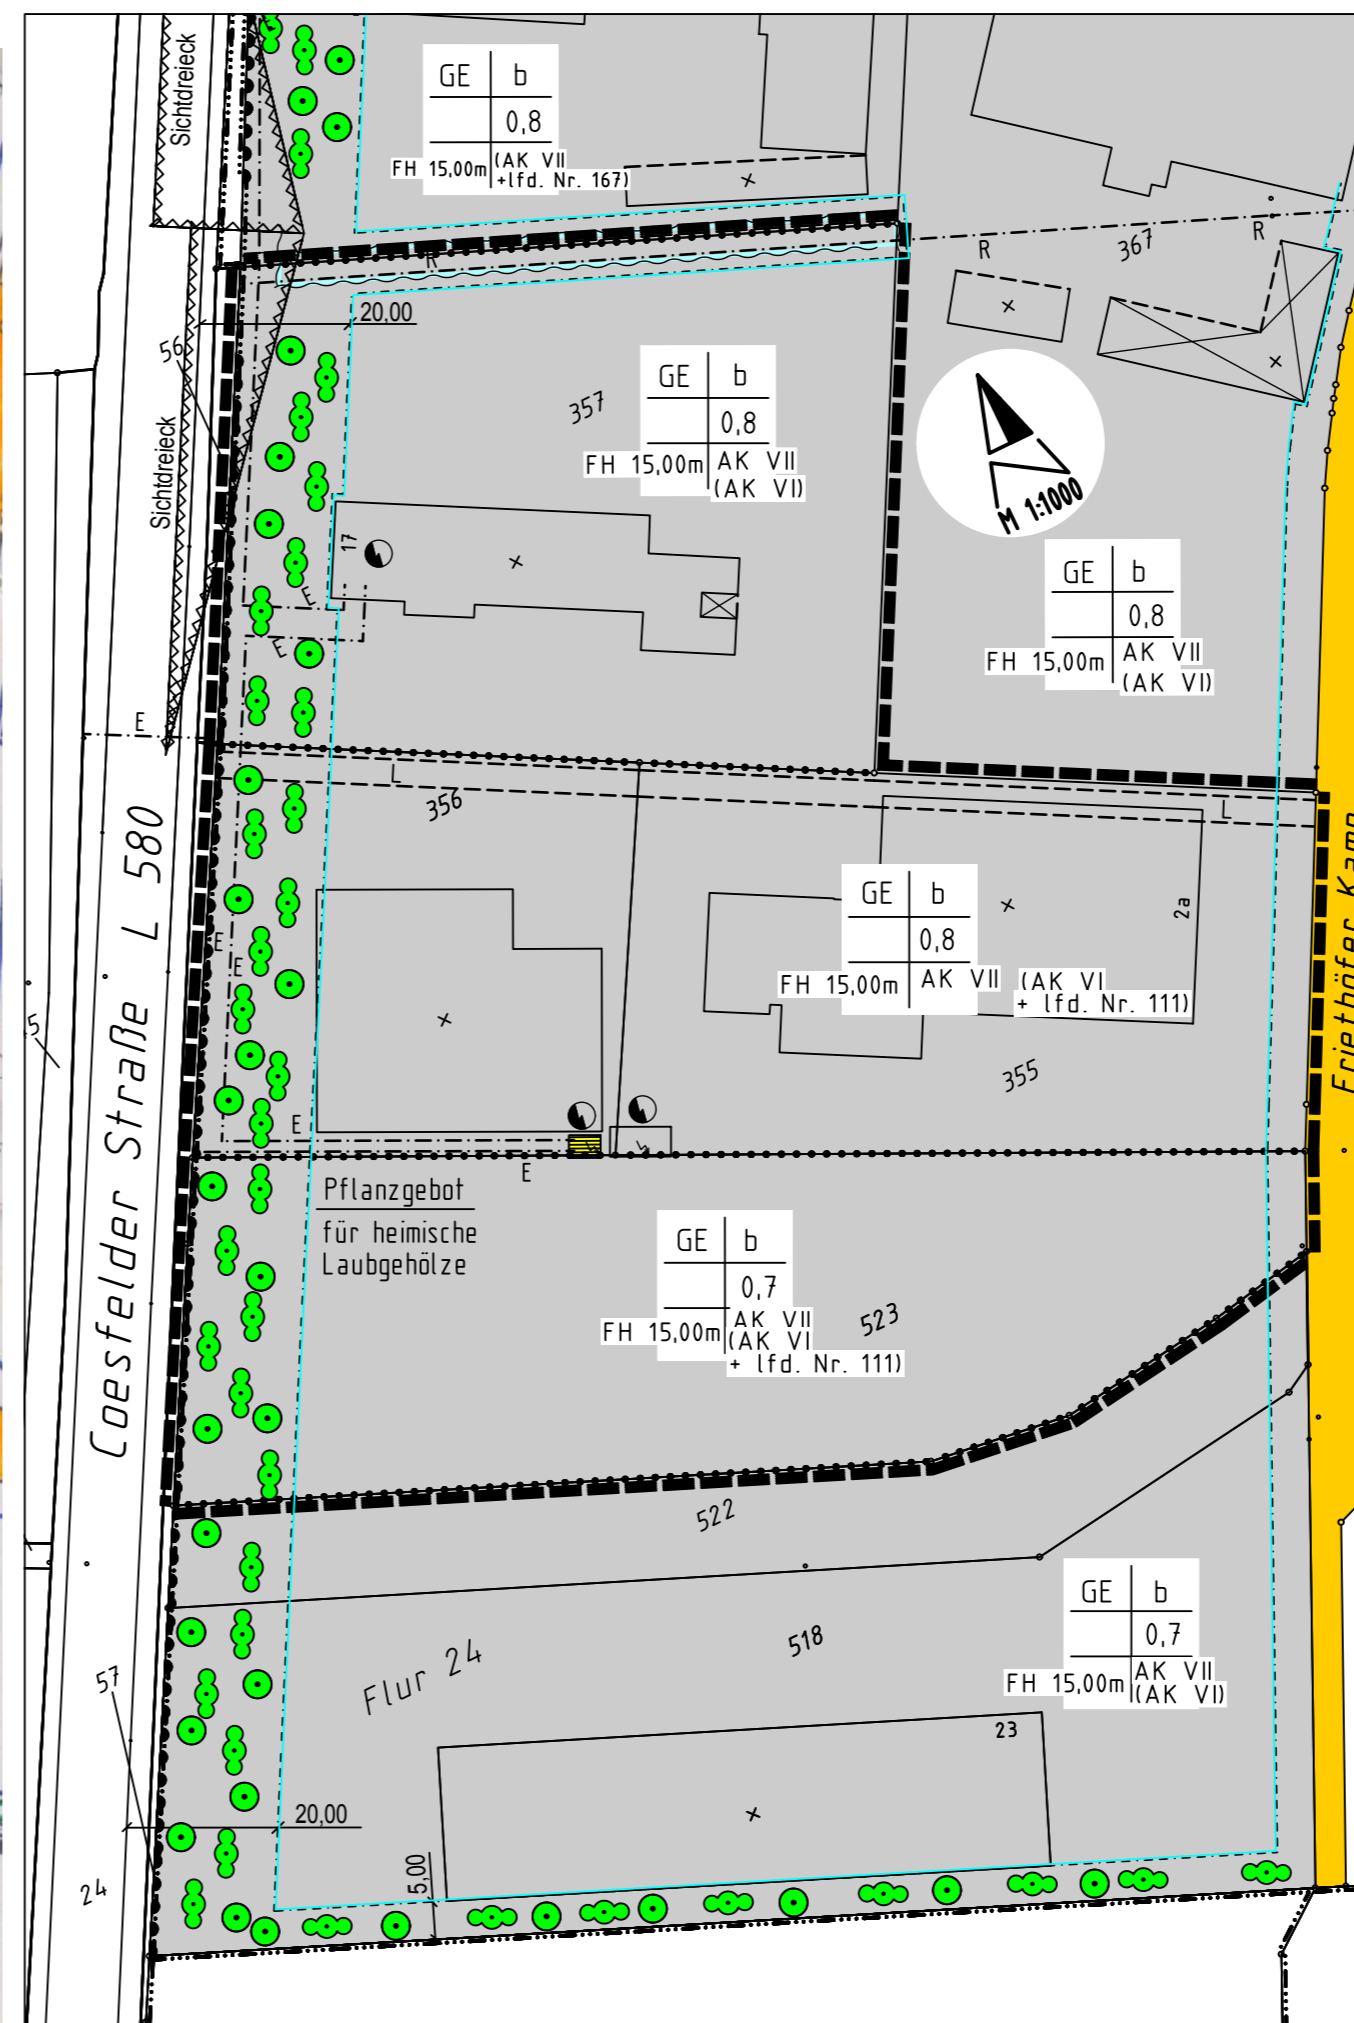 Sichtdreieck
GE b
0,8
FH 15,00m (AK VII
+lfd. Nr. 167)
R
R
367
R
20,00
56
357
GE b
0,8
FH 15,00m AK VII
(AK VI)
Sichtdreieck
M 1:1000
17
GE b
0,8
FH 15,00m AK VII
(AK VI)
E
E
E
L
356
L
GE b
0,8
FH 15,00m AK VII (AK VI
+ lfd. Nr. 111)
2a
Friethöfer Kamp
Coesfelder Straße L 580
E
E
355
E
E
Pflanzgebot
für heimische
Laubgehölze
GE b
0,7
FH 15,00m AK VII
(AK VI
+ lfd. Nr. 111)
523
522
518
GE b
0,7
FH 15,00m AK VII
(AK VI)
Flur 24
57
23
20,00
5,00
24